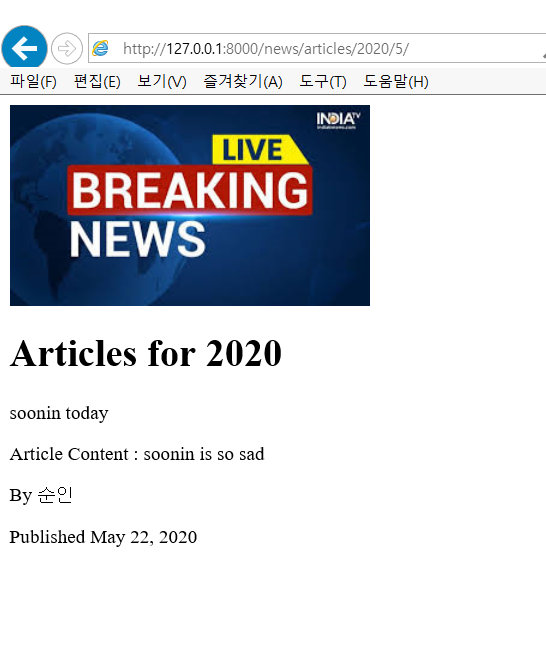 http://127.0.0.1:8000/news/articles/2020/5/
파일(F) 편집(E) 보기(V) 즐겨찾기(A) 도구(T) 도움말(H)
INDIA TV
indiatvnews.com
LIVE
BREAKING
NEWS
Articles for 2020
soonin today
Article Content : soonin is so sad
By 순인
Published May 22, 2020